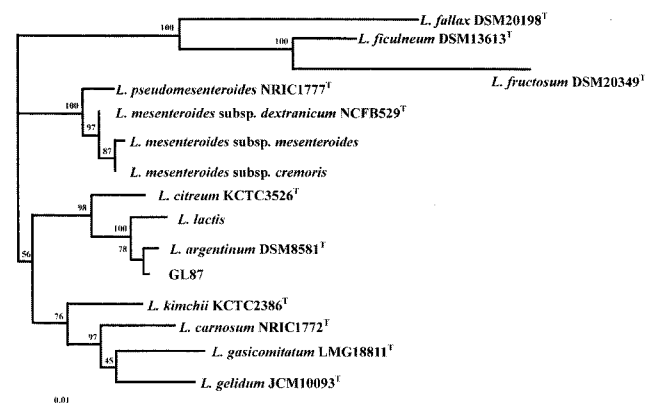 L. fallax DSM20198T
100
L. ficulneum DSM13613T
100
L. fructosum DSM20349T
L. pseudomesenteroides NRIC1777T
100
L. mesenteroides subsp. dextranicum NCFB529T
97
L. mesenteroides subsp. mesenteroides
87
L. mesenteroides subsp. cremoris
L. citreum KCTC3526T
98
L. lactis
100
78
L. argentinum DSM8581T
56
GL87
L. kimchii KCTC2386T
76
L. carnosum NRIC1772T
97
L. gasicomitatum LMG18811T
45
L. gelidum JCM10093T
0.01